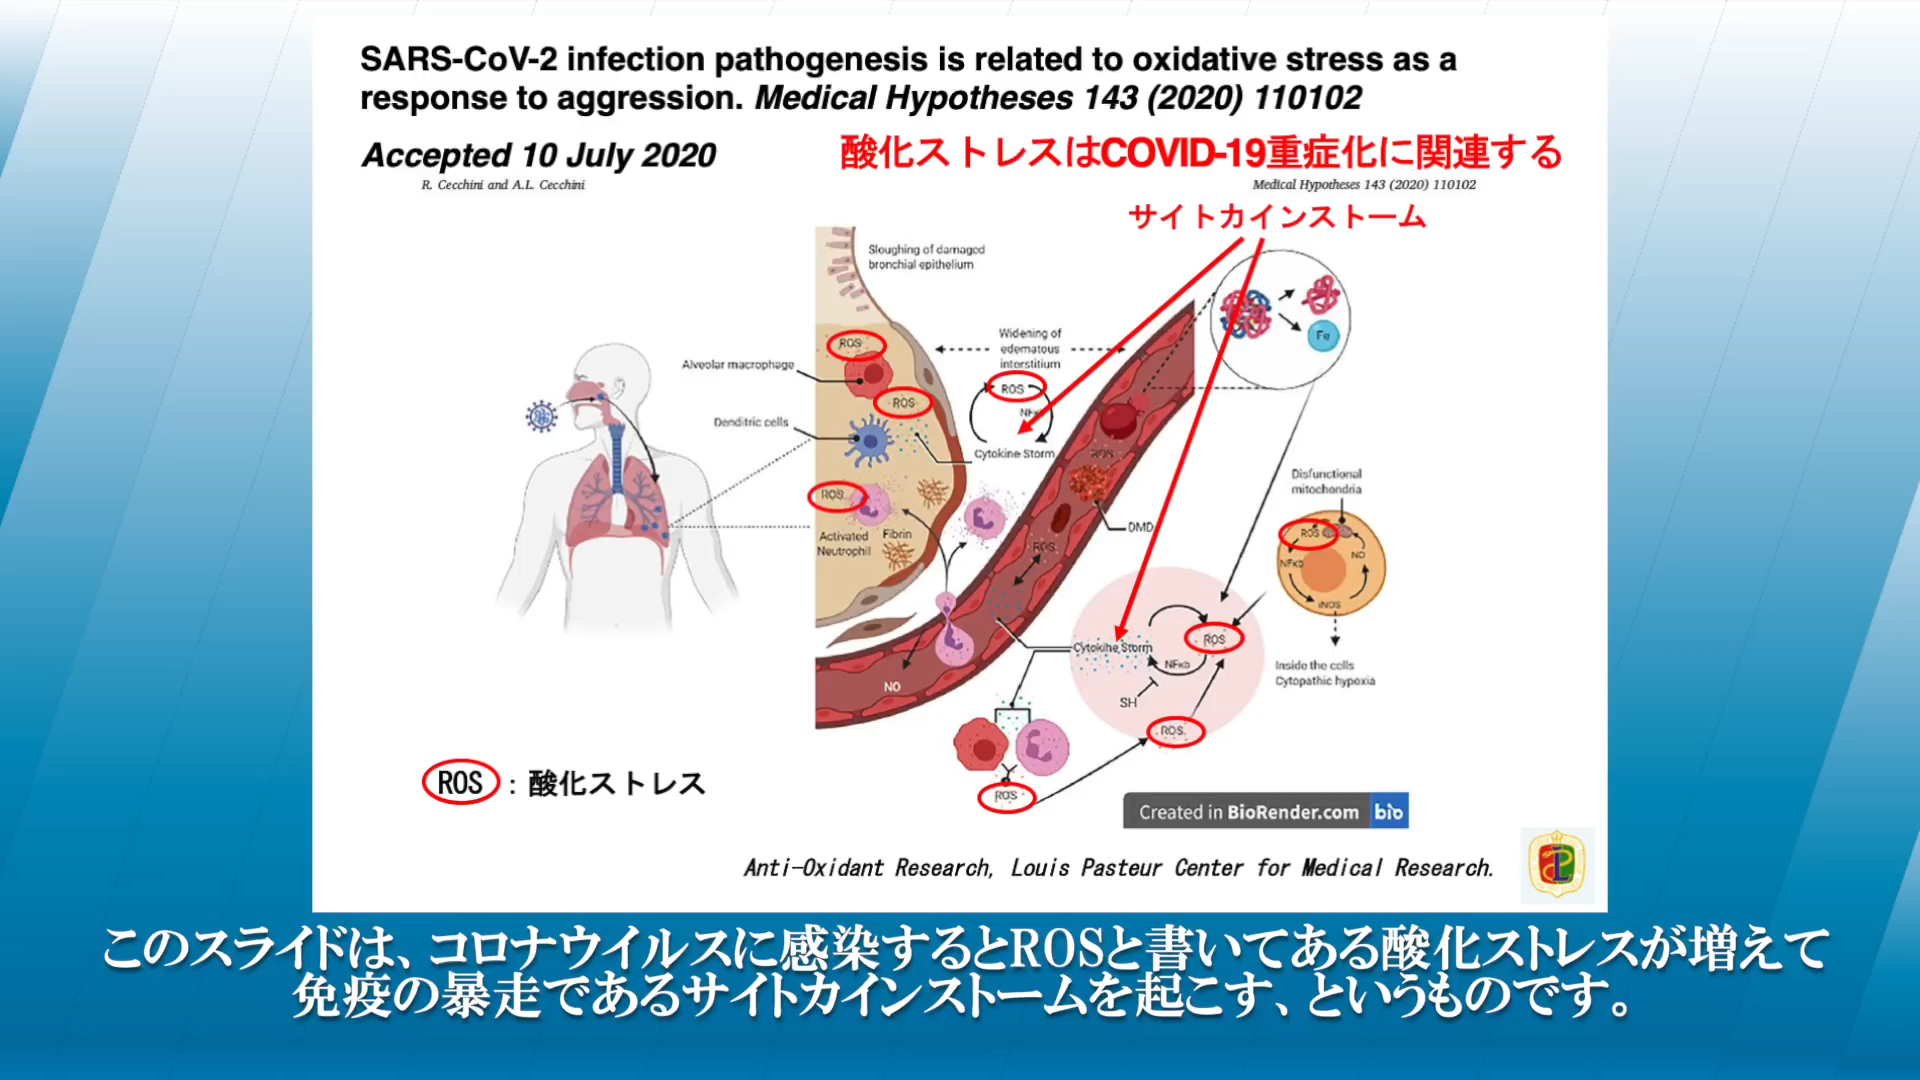 SARS-CoV-2 infection pathogenesis is related to oxidative stress as a
response to aggression. Medical Hypotheses 143 (2020) 110102
Accepted 10 July 2020
酸化ストレスはCOVID-19重症化に関連する
R. Cecchini and A.L. Cecchini
Medical Hypotheses 143 (2020) 110102
サイトカインストーム
Sloughing of damaged
bronchial epithelium
Widening of
edematous
interstitium
ROS
Alveolar macrophage
ROS
Denditric cells
ROS
NFκb
Cytokine Storm
ROS
Activated
Neutrophil
Fibrin
ROS
ROS
DMD
NO
Fe
Disfunctional
mitochondria
ROS
NO
NFκb
iNOS
Inside the cells
Cytopathic hypoxia
Cytokine Storm
ROS
NFκb
SH
ROS
ROS
ROS：酸化ストレス
Created in BioRender.com bio
Anti-Oxidant Research, Louis Pasteur Center for Medical Research.
このスライドは、コロナウイルスに感染するとROSと書いてある酸化ストレスが増えて
免疫の暴走であるサイトカインストームを起こす、というものです。